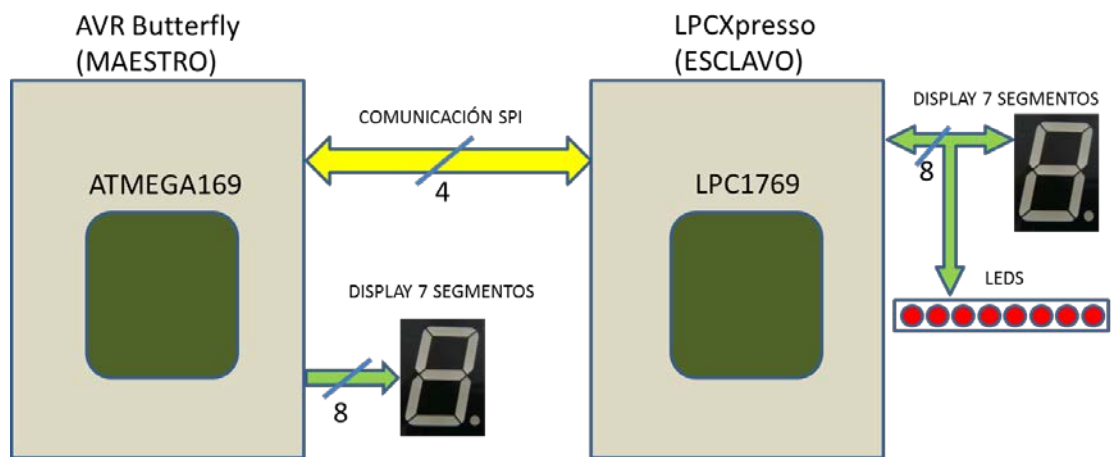 AVR Butterfly
(MAESTRO)
LPCXpresso
(ESCLAVO)
COMUNICACIÓN SPI
4
ATMEGA169
LPC1769
DISPLAY 7 SEGMENTOS
8
LEDS
DISPLAY 7 SEGMENTOS
8